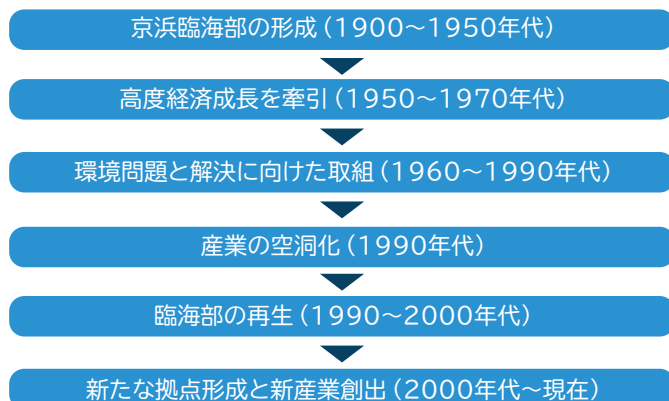 京浜臨海部の形成（1900～1950年代）
高度経済成長を牽引（1950～1970年代）
環境問題と解決に向けた取組（1960～1990年代）
産業の空洞化（1990年代）
臨海部の再生（1990～2000年代）
新たな拠点形成と新産業創出（2000年代～現在）